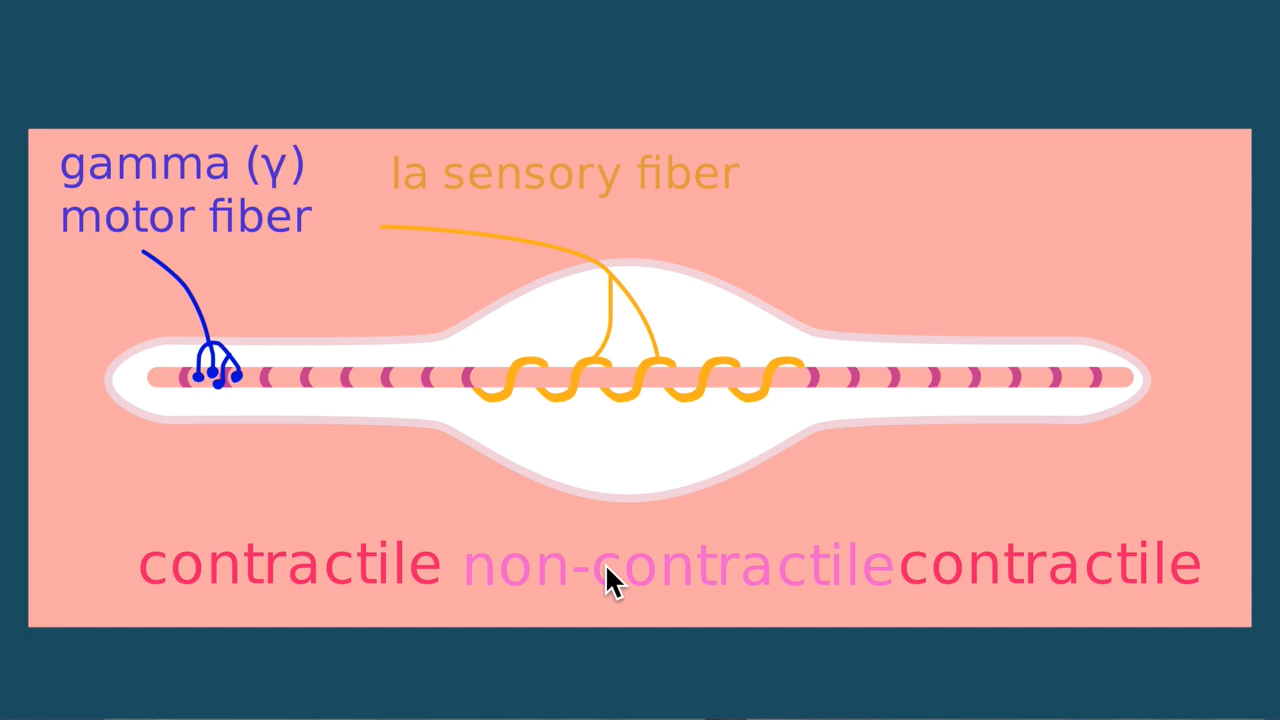 gamma (γ)
motor fiber
Ia sensory fiber
contractile non-contractile contractile